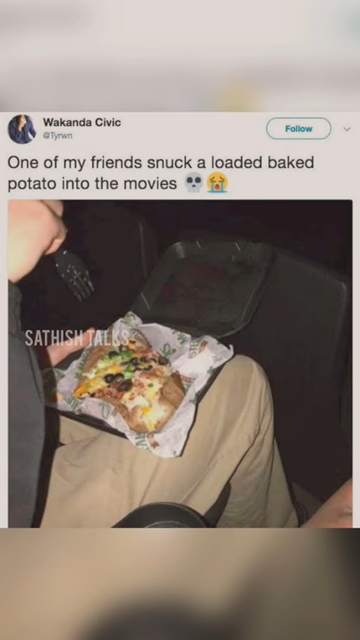 Wakanda Civic
@Tyrwn
Follow
One of my friends snuck a loaded baked
potato into the movies 💀😭
SATHISH TALKS